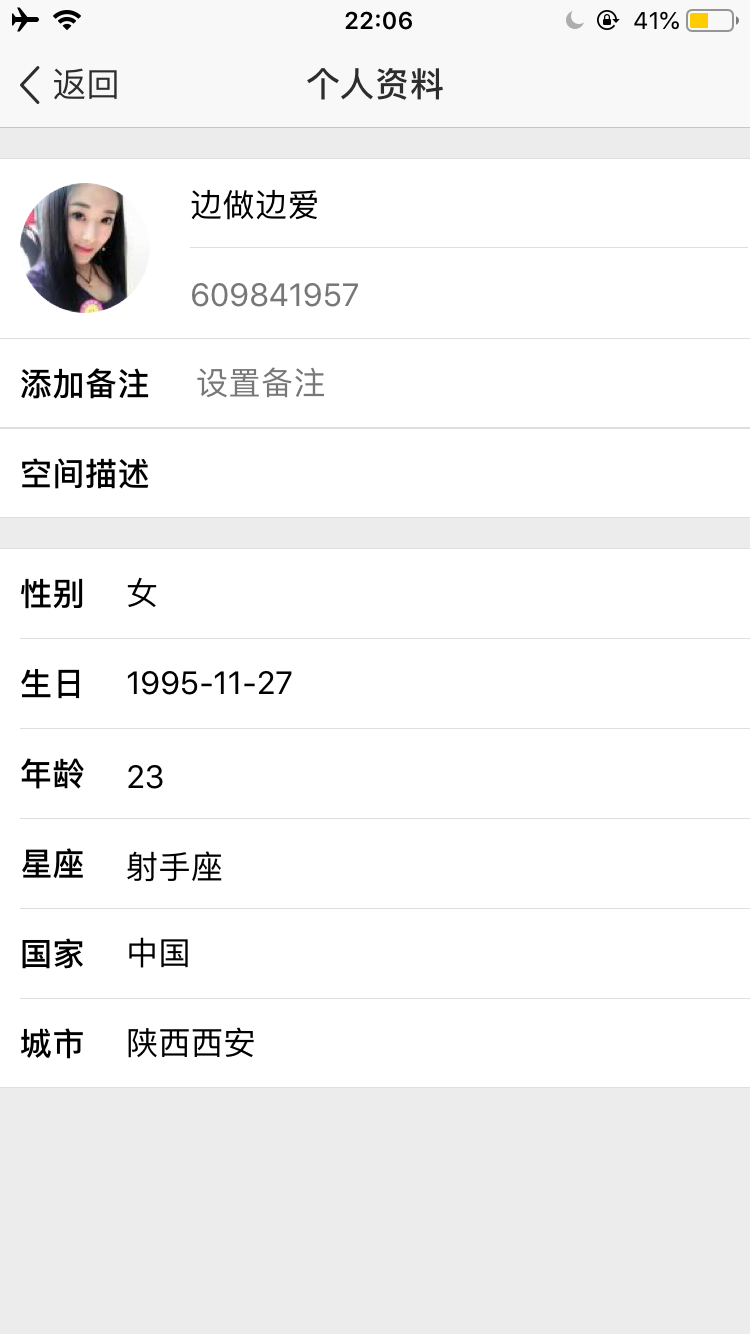 22:06
41%
返回
个人资料
边做边爱
609841957
添加备注 设置备注
空间描述
性别 女
生日 1995-11-27
年龄 23
星座 射手座
国家 中国
城市 陕西西安